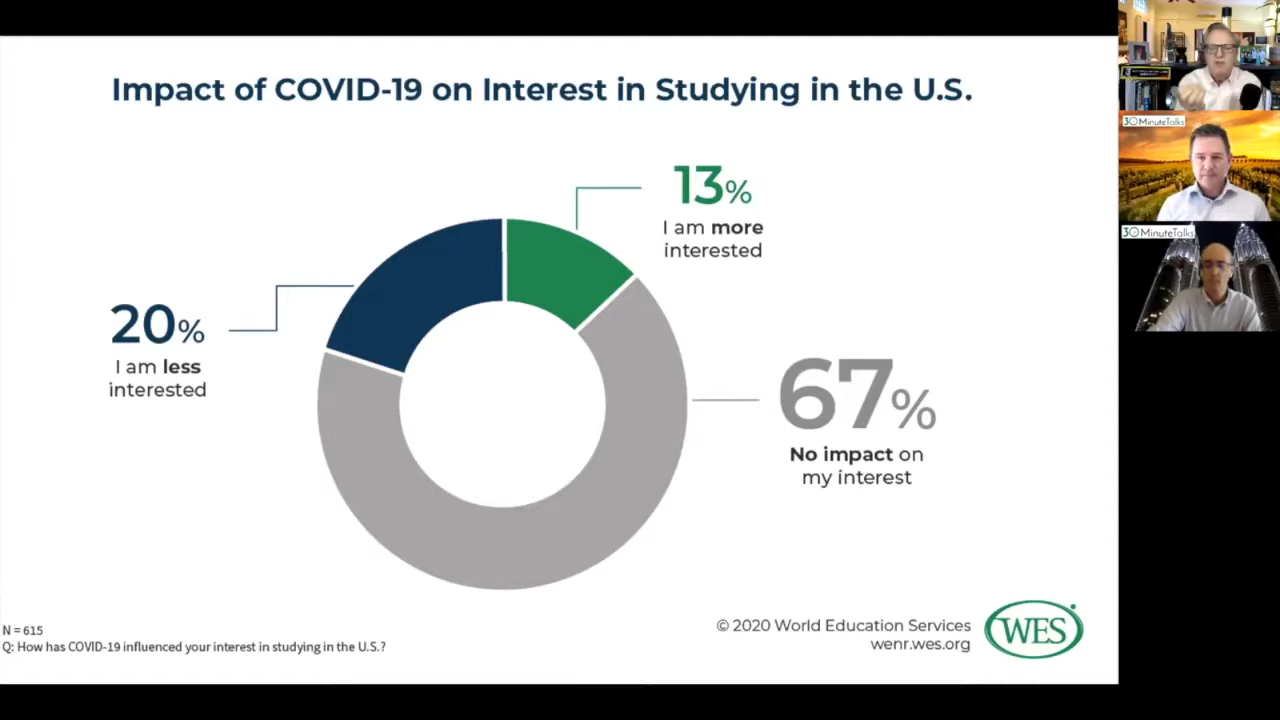 Impact of COVID-19 on Interest in Studying in the U.S.
13%
I am more
interested
20%
I am less
interested
67%
No impact on
my interest
N = 615
Q: How has COVID-19 influenced your interest in studying in the U.S.?
© 2020 World Education Services
wenr.wes.org
WES
30MinuteTalks
30MinuteTalks